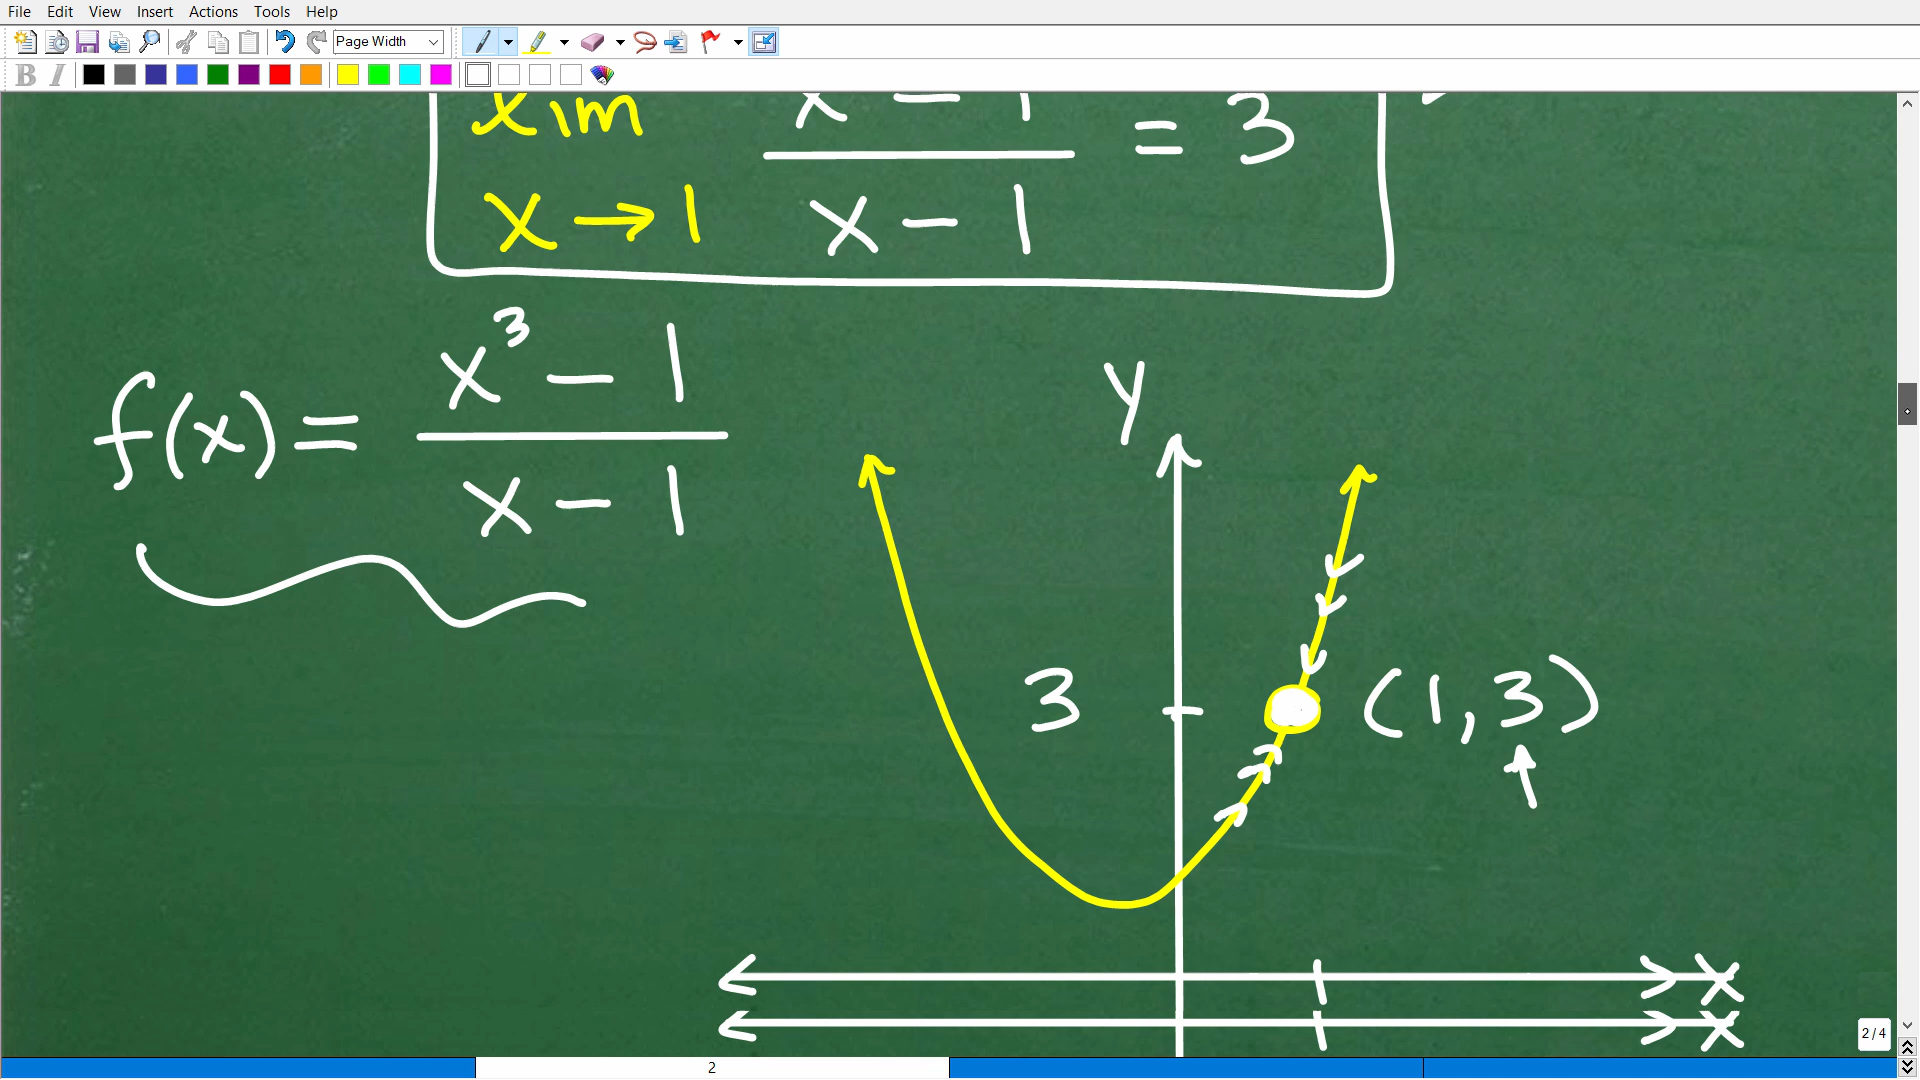 File Edit View Insert Actions Tools Help
Page Width
B I
lim x - 1 = 3
x → 1 x - 1
f(x) = x³ - 1
x - 1
y
3 (1, 3)
x
x
2 / 4
2